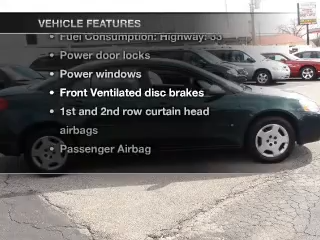 VEHICLE FEATURES
• Fuel Consumption: Highway: 33
• Power door locks
• Power windows
• Front Ventilated disc brakes
• 1st and 2nd row curtain head
airbags
• Passenger Airbag